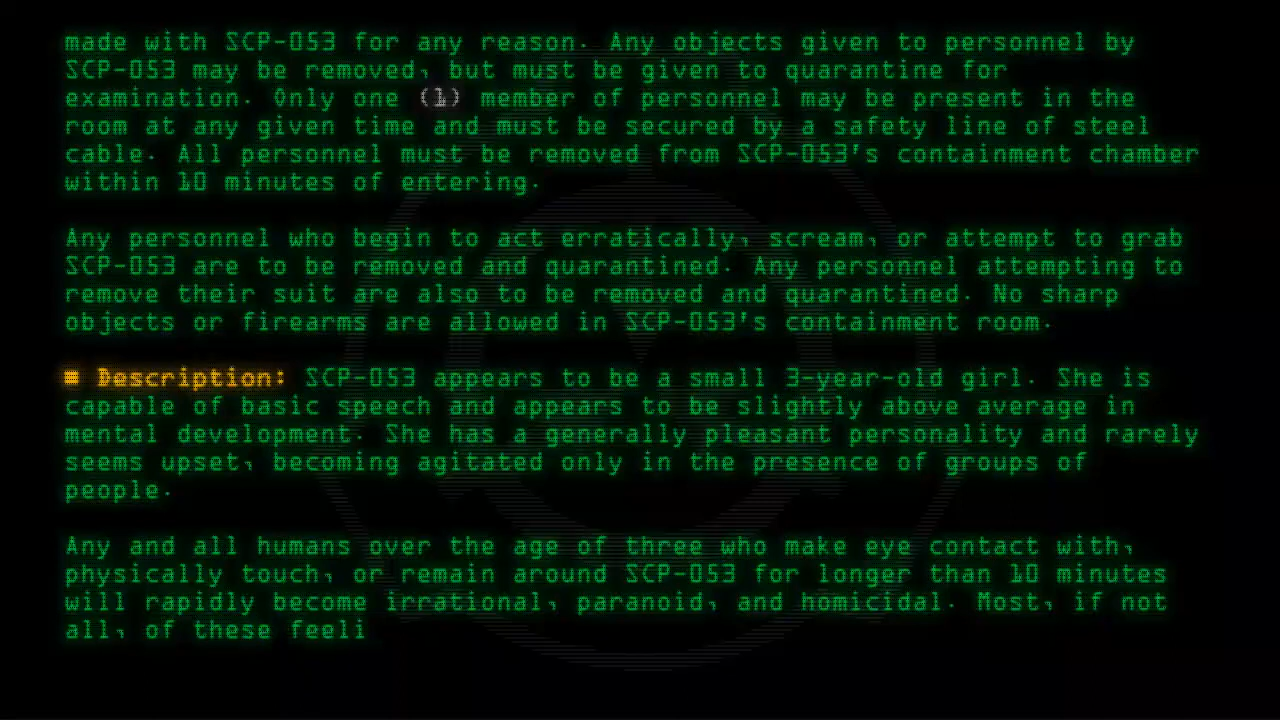 made with SCP-053 for any reason. Any objects given to personnel by
SCP-053 may be removed, but must be given to quarantine for
examination. Only one (1) member of personnel may be present in the
room at any given time and must be secured by a safety line of steel
cable. All personnel must be removed from SCP-053's containment chamber
within 10 minutes of entering.
Any personnel who begin to act erratically, scream, or attempt to grab
SCP-053 are to be removed and quarantined. Any personnel attempting to
remove their suit are also to be removed and quarantined. No sharp
objects or firearms are allowed in SCP-053's containment room.
■ Description: SCP-053 appears to be a small 3-year-old girl. She is
capable of basic speech and appears to be slightly above average in
mental development. She has a generally pleasant personality and rarely
seems upset, becoming agitated only in the presence of groups of
people.
Any and all humans over the age of three who make eye contact with,
physically touch, or remain around SCP-053 for longer than 10 minutes
will rapidly become irrational, paranoid, and homicidal. Most, if not
all, of these feeli